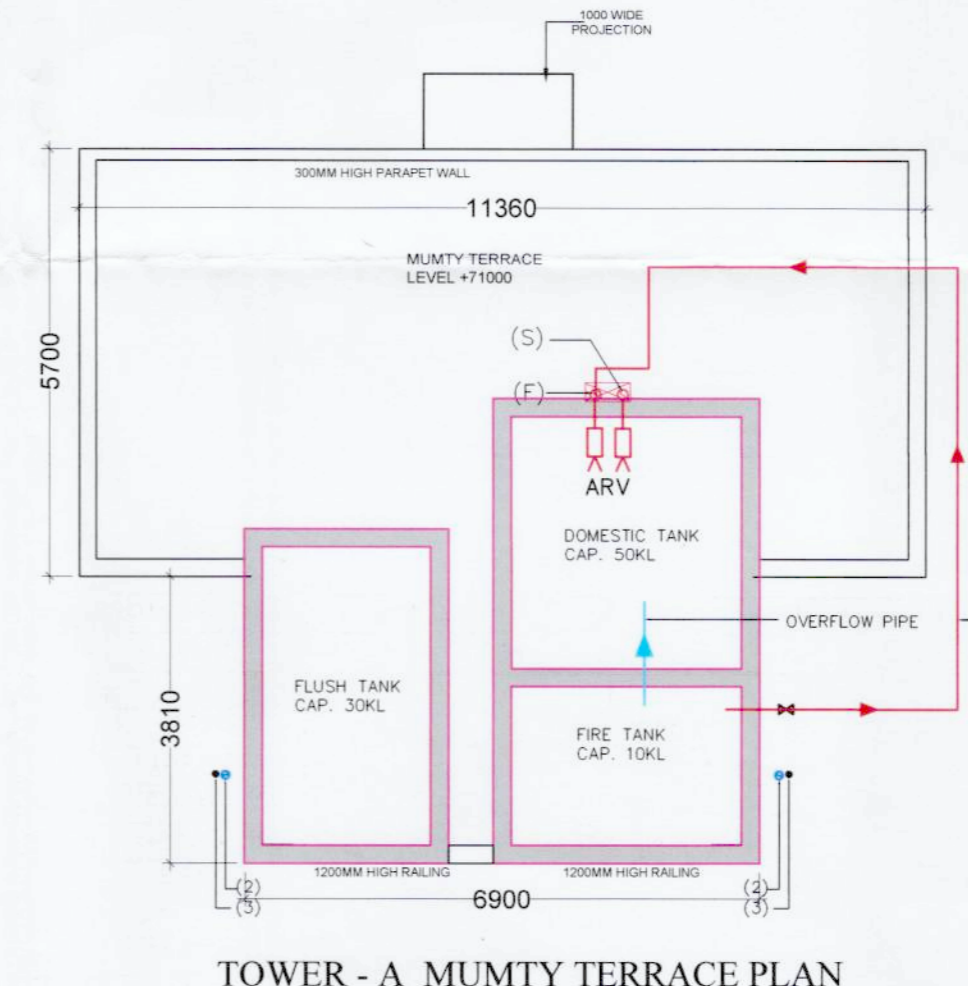 1000 WIDE
PROJECTION
300MM HIGH PARAPET WALL
11360
MUMTY TERRACE
LEVEL +71000
5700
(S)
(F)
ARV
DOMESTIC TANK
CAP. 50KL
OVERFLOW PIPE
FLUSH TANK
CAP. 30KL
3810
FIRE TANK
CAP. 10KL
1200MM HIGH RAILING
1200MM HIGH RAILING
(2)
(2)
6900
(3)
(3)
TOWER - A MUMTY TERRACE PLAN